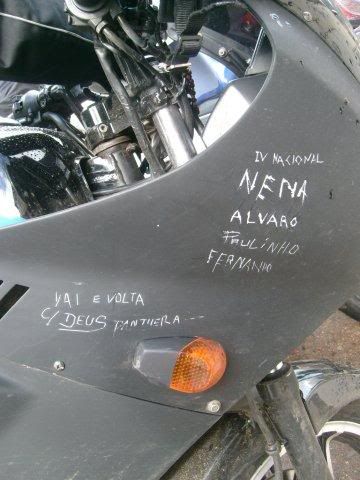 IV NACIONAL
NENA
ALVARO
PAULINHO
FERNANDO
VAI E VOLTA
C/ DEUS PANTHERA